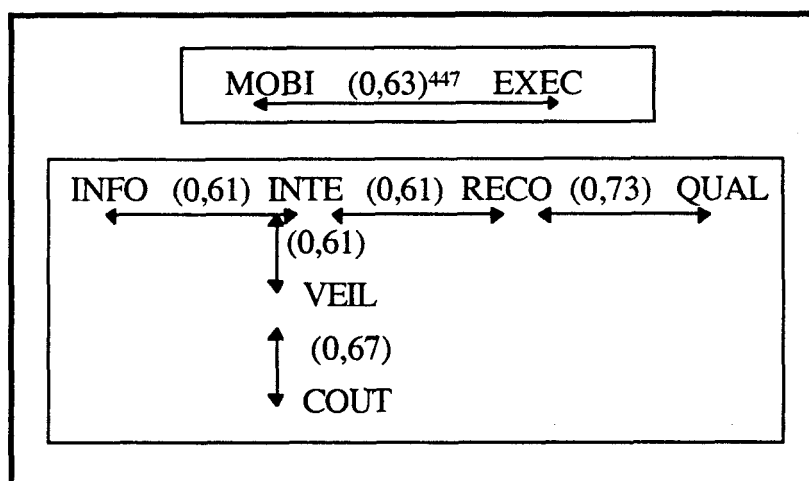 MOBI (0,63)447 EXEC
INFO (0,61) INTE (0,61) RECO (0,73) QUAL
(0,61)
VEIL
(0,67)
COUT